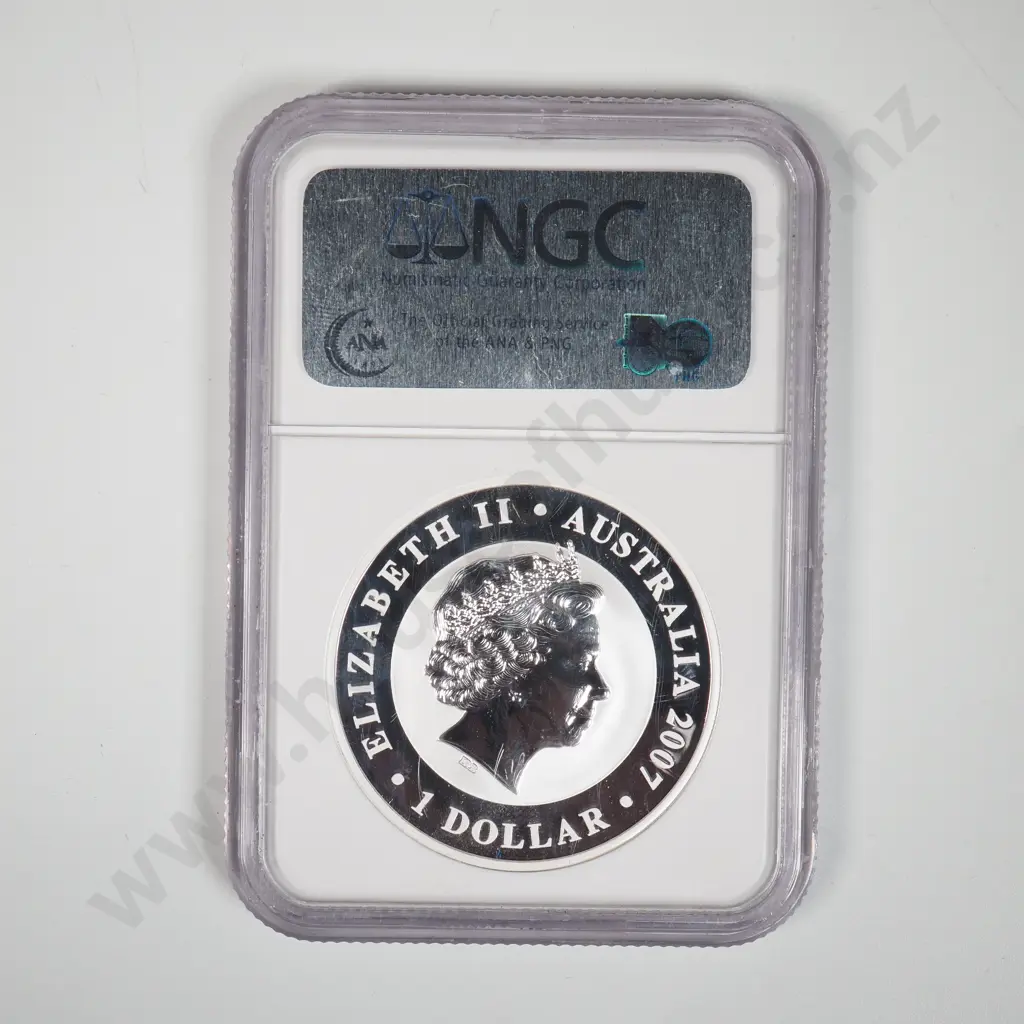 NGC
Numismatic Guaranty Corporation
ANA
The Official Grading Service
of the ANA & PNG
PNG
ELIZABETH II • AUSTRALIA 2007
• 1 DOLLAR •